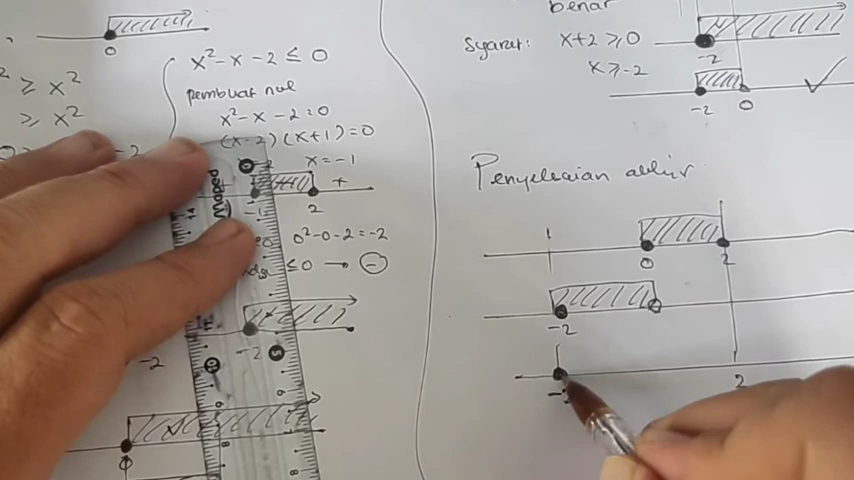 0
x² - x - 2 ≤ 0
≥ x²
pembuat nol
x² - x - 2 = 0
≥ x²
(x-2) (x+1) = 0
-2
x = -1
+
-1
2
0² - 0 - 2 = -2
≤ 0 → -
-2
-2
0
Maped
benar
Syarat: x+2 ≥ 0
-2
x ≥ -2
-2
0
Penyelesaian akhir
0
2
-2
2